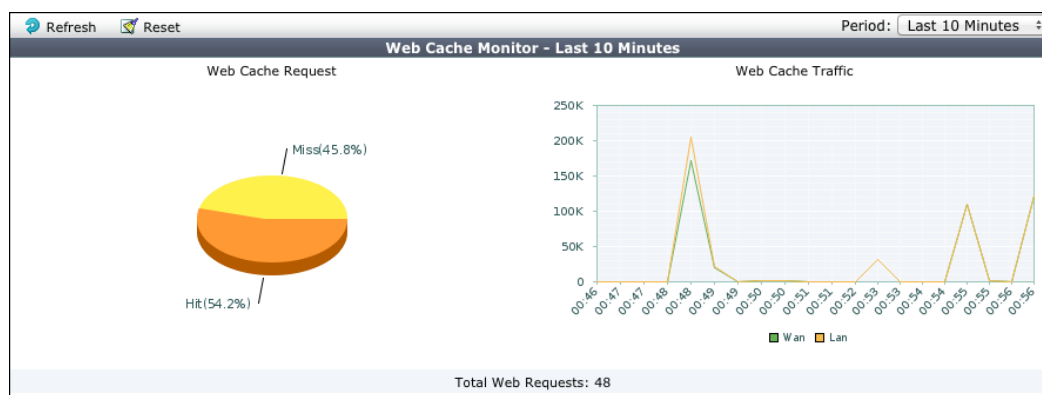 Refresh Reset Period: Last 10 Minutes
Web Cache Monitor - Last 10 Minutes
Web Cache Request
Miss(45.8%)
Hit(54.2%)
Web Cache Traffic
250K
200K
150K
100K
50K
0
00:46 00:47 00:47 00:48 00:48 00:49 00:49 00:50 00:50 00:51 00:51 00:52 00:53 00:53 00:54 00:54 00:55 00:55 00:56 00:56
Wan Lan
Total Web Requests: 48